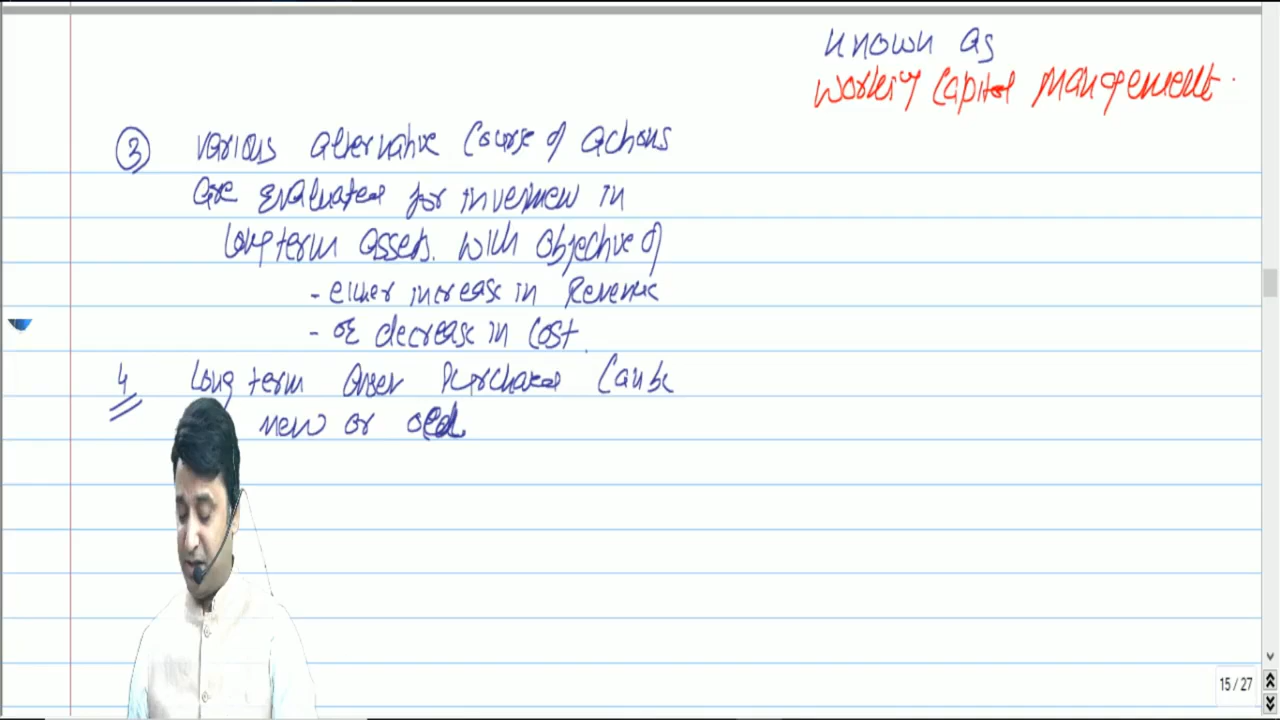 known as
Working Capital Management.
3 various alternative Course of actions
are evaluated for invesment in
long term assets. with objective of
- either increase in Revenue
- or decrease in Cost.
4 Long term Asset Purchased Can be
new or old
15 / 27